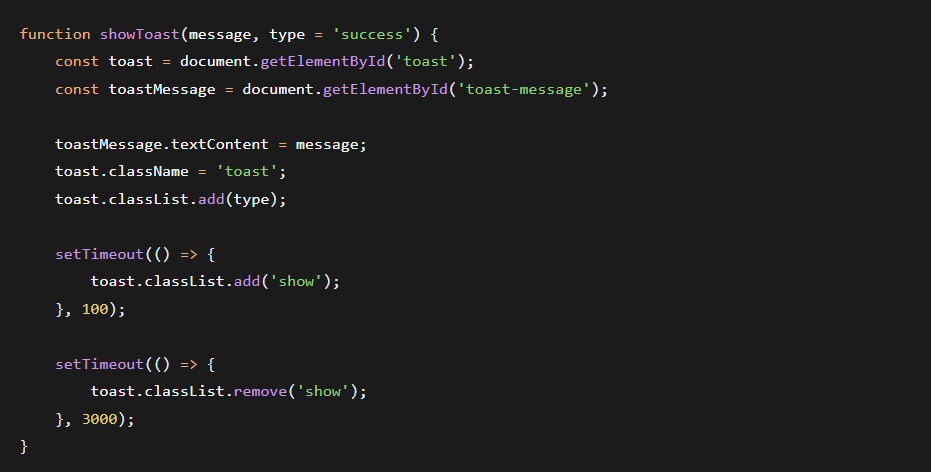 function showToast(message, type = 'success') {
    const toast = document.getElementById('toast');
    const toastMessage = document.getElementById('toast-message');

    toastMessage.textContent = message;
    toast.className = 'toast';
    toast.classList.add(type);

    setTimeout(() => {
        toast.classList.add('show');
    }, 100);

    setTimeout(() => {
        toast.classList.remove('show');
    }, 3000);
}